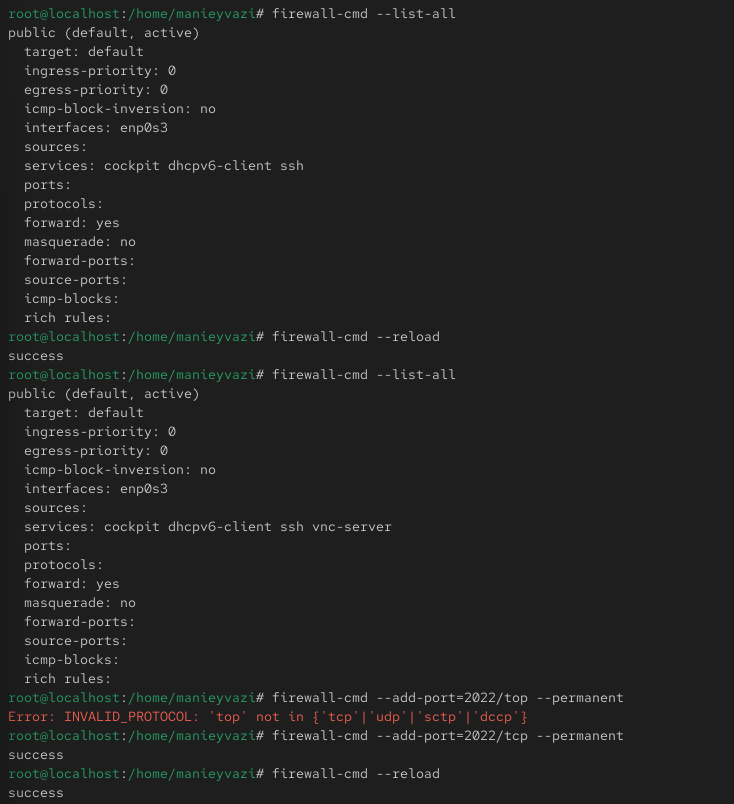 root@localhost:/home/manieyvazi# firewall-cmd --list-all
public (default, active)
  target: default
  ingress-priority: 0
  egress-priority: 0
  icmp-block-inversion: no
  interfaces: enp0s3
  sources:
  services: cockpit dhcpv6-client ssh
  ports:
  protocols:
  forward: yes
  masquerade: no
  forward-ports:
  source-ports:
  icmp-blocks:
  rich rules:
root@localhost:/home/manieyvazi# firewall-cmd --reload
success
root@localhost:/home/manieyvazi# firewall-cmd --list-all
public (default, active)
  target: default
  ingress-priority: 0
  egress-priority: 0
  icmp-block-inversion: no
  interfaces: enp0s3
  sources:
  services: cockpit dhcpv6-client ssh vnc-server
  ports:
  protocols:
  forward: yes
  masquerade: no
  forward-ports:
  source-ports:
  icmp-blocks:
  rich rules:
root@localhost:/home/manieyvazi# firewall-cmd --add-port=2022/top --permanent
Error: INVALID_PROTOCOL: 'top' not in {'tcp'|'udp'|'sctp'|'dccp'}
root@localhost:/home/manieyvazi# firewall-cmd --add-port=2022/tcp --permanent
success
root@localhost:/home/manieyvazi# firewall-cmd --reload
success